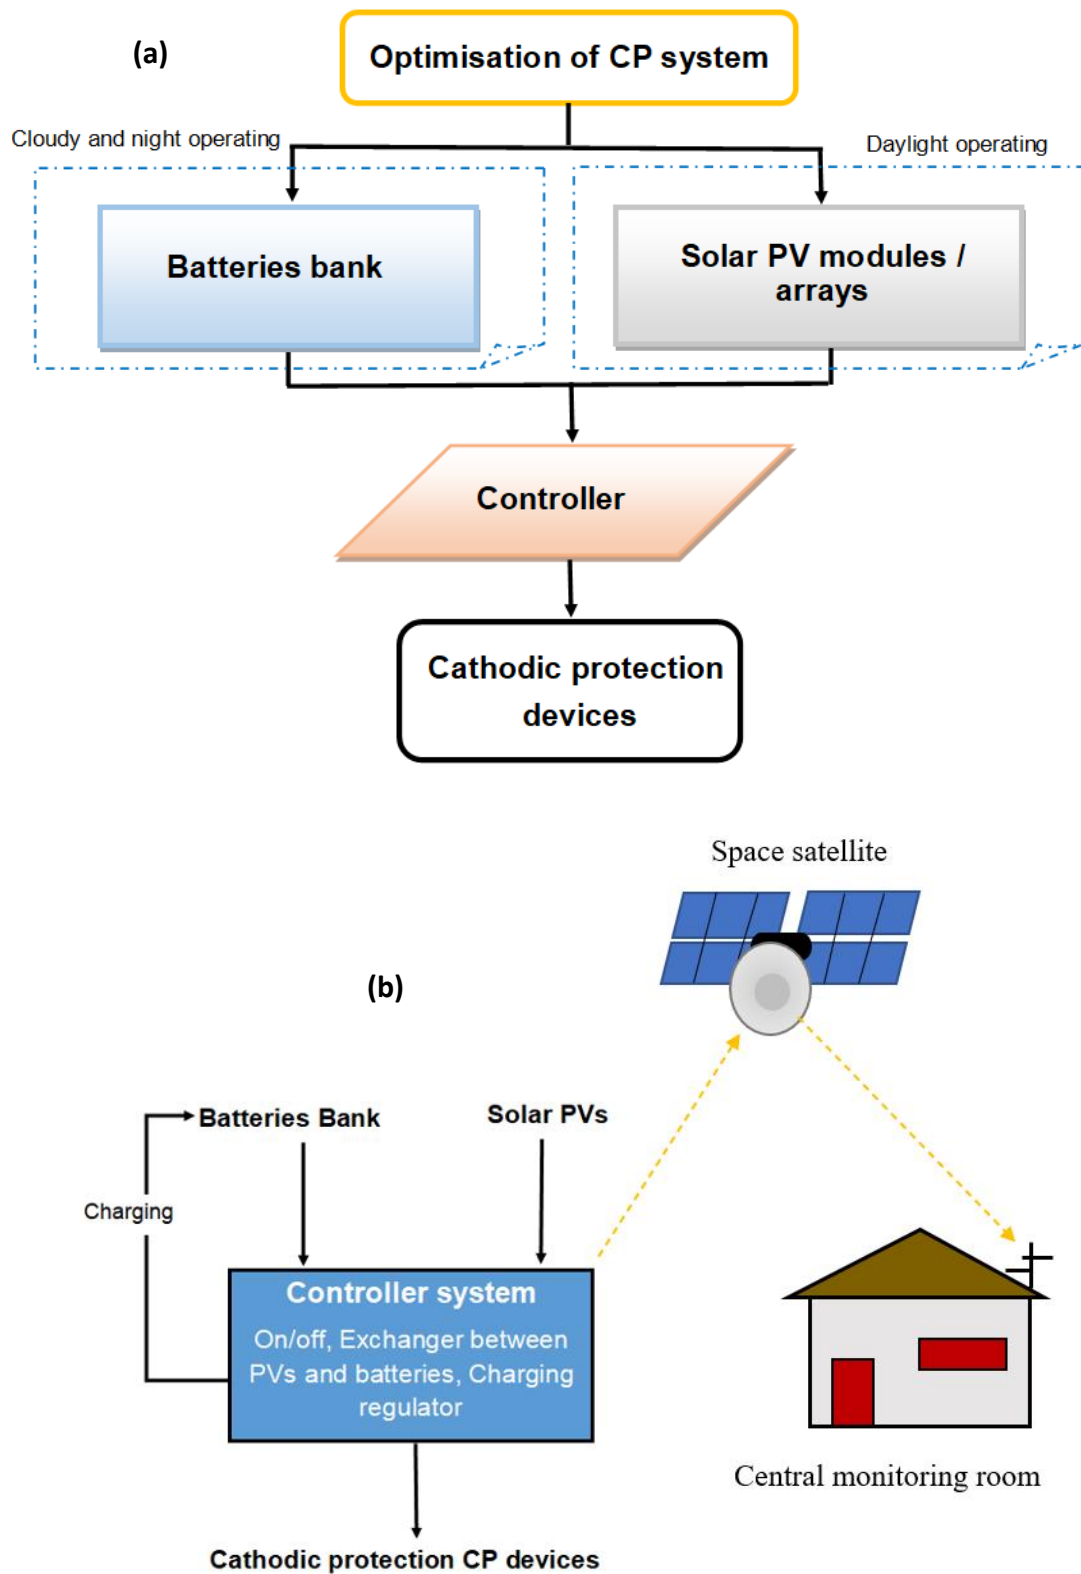 (a)
Optimisation of CP system
Cloudy and night operating
Daylight operating
Batteries bank
Solar PV modules /
arrays
Controller
Cathodic protection
devices
Space satellite
(b)
Batteries Bank
Solar PVs
Charging
Controller system
On/off, Exchanger between
PVs and batteries, Charging
regulator
Central monitoring room
Cathodic protection CP devices